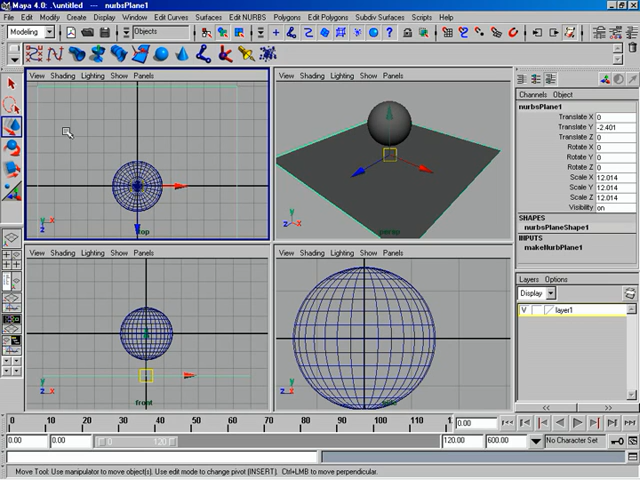 Maya 4.0: .\untitled --- nurbsPlane1
File Edit Modify Create Display Window Edit Curves Surfaces Edit NURBS Polygons Edit Polygons Subdiv Surfaces Scripts Help
Modeling Objects
View Shading Lighting Show Panels
top
View Shading Lighting Show Panels
persp
View Shading Lighting Show Panels
front
View Shading Lighting Show Panels
Channels Object
nurbsPlane1
Translate X 0
Translate Y -2.401
Translate Z 0
Rotate X 0
Rotate Y 0
Rotate Z 0
Scale X 12.014
Scale Y 12.014
Scale Z 12.014
Visibility on
SHAPES
nurbsPlaneShape1
INPUTS
makeNurbPlane1
Layers Options
Display
V layer1
<< >>
0 10 20 30 40 50 60 70 80 90 100 110 1 0.00
0.00 0.00 0 120 120.00 600.00 No Character Set
Move Tool: Use manipulator to move object(s). Use edit mode to change pivot (INSERT). Ctrl+LMB to move perpendicular.